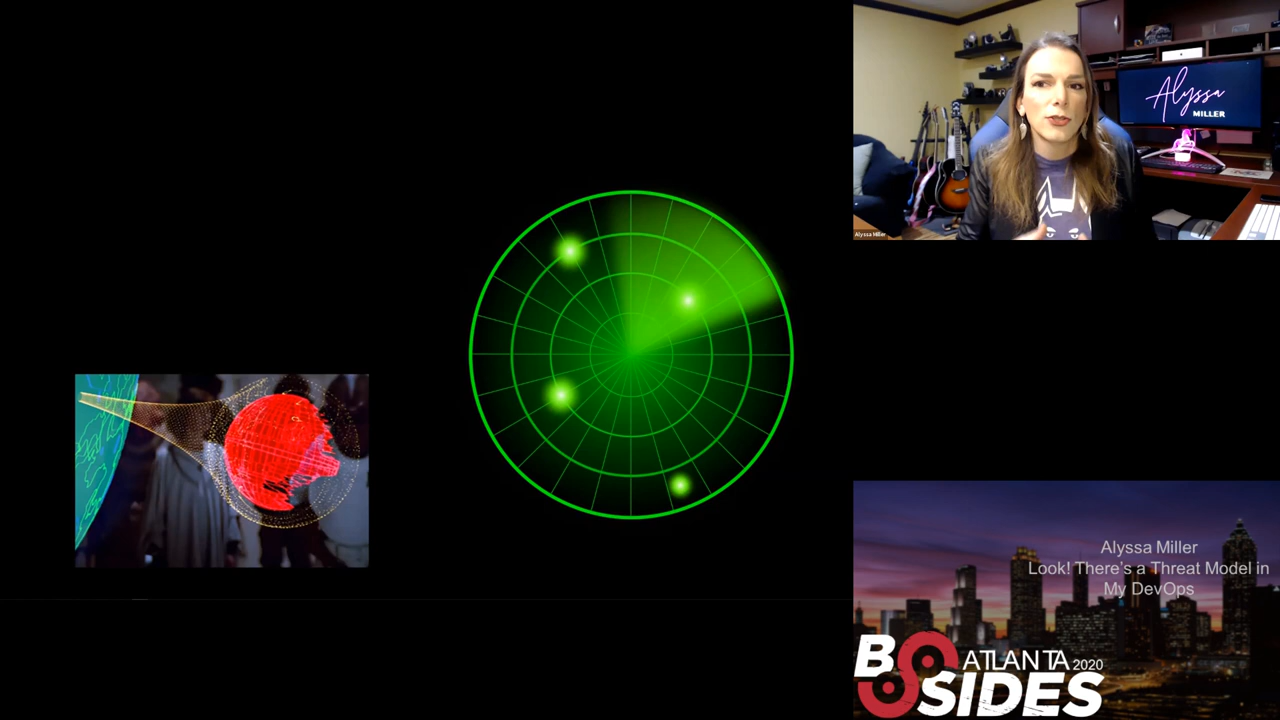 Alyssa
MILLER
Alyssa Miller
Alyssa Miller
Look! There's a Threat Model in
My DevOps
BSIDES
ATLANTA 2020